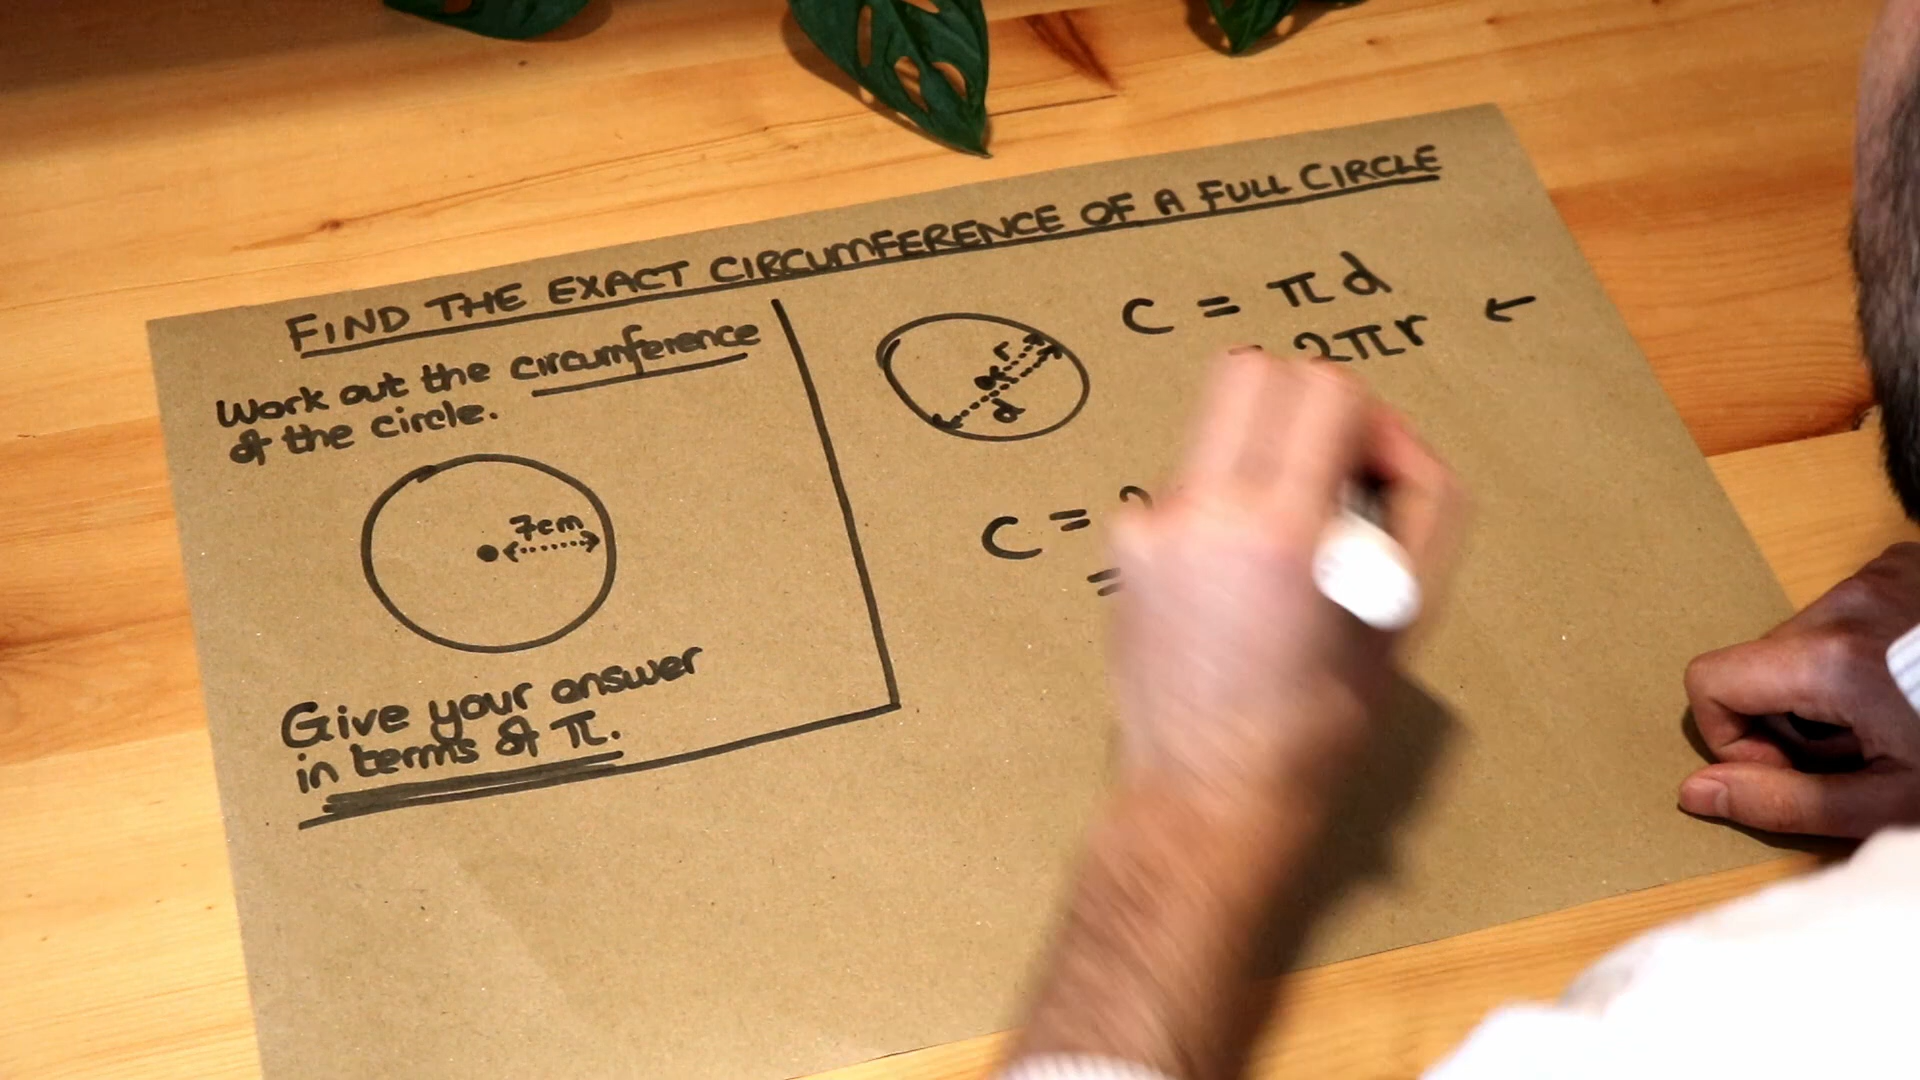 FIND THE EXACT CIRCUMFERENCE OF A FULL CIRCLE
Work out the circumference
of the circle.
7cm
Give your answer
in terms of π.
r
d
C = πd
= 2πr ←
C = 2
=